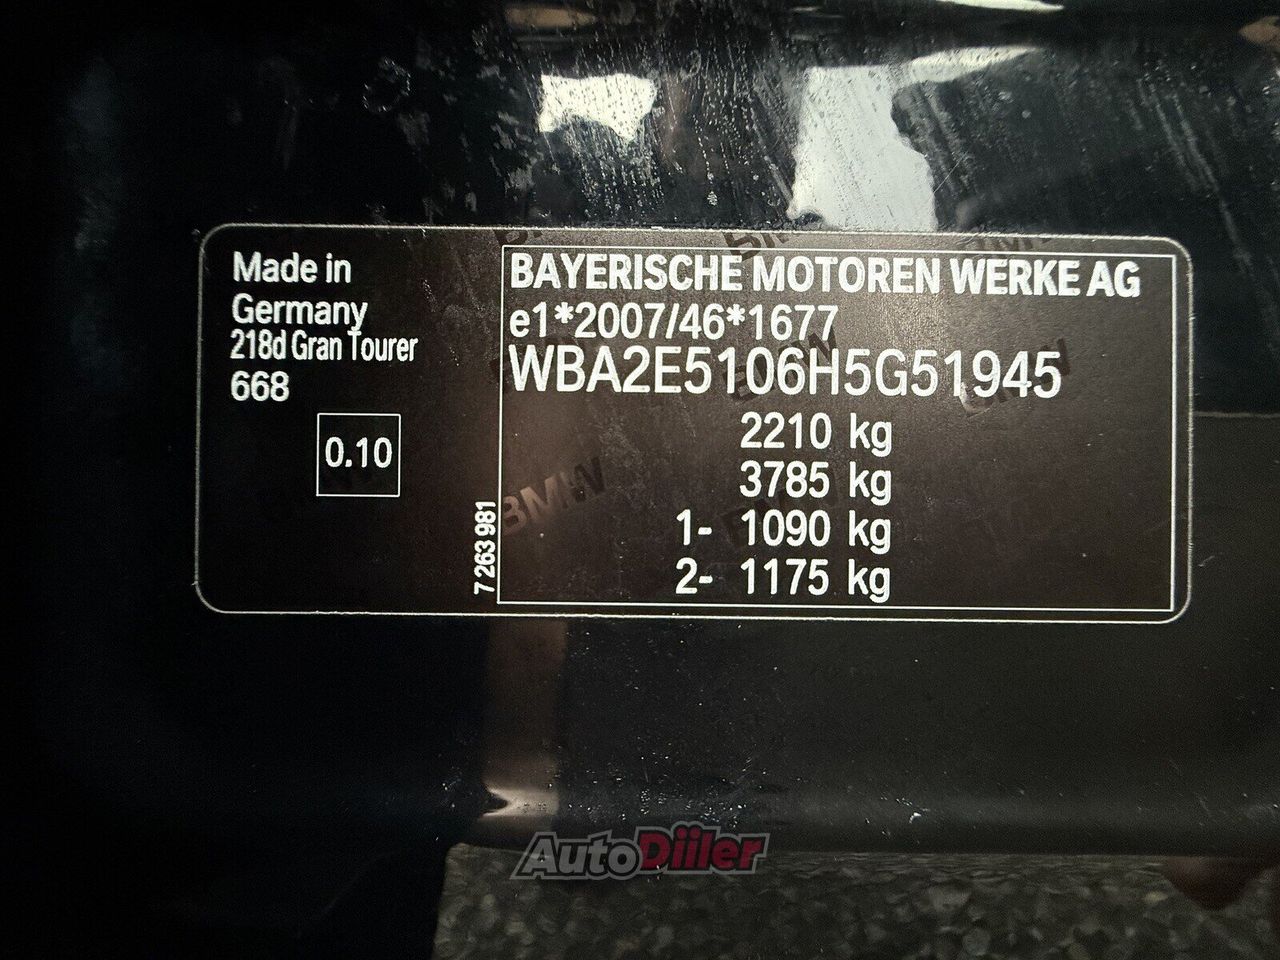 Made in
Germany
218d Gran Tourer
668
0.10
7 263 981
BAYERISCHE MOTOREN WERKE AG
e1*2007/46*1677
WBA2E5106H5G51945
2210 kg
3785 kg
1- 1090 kg
2- 1175 kg
BMW
AutoDiiler